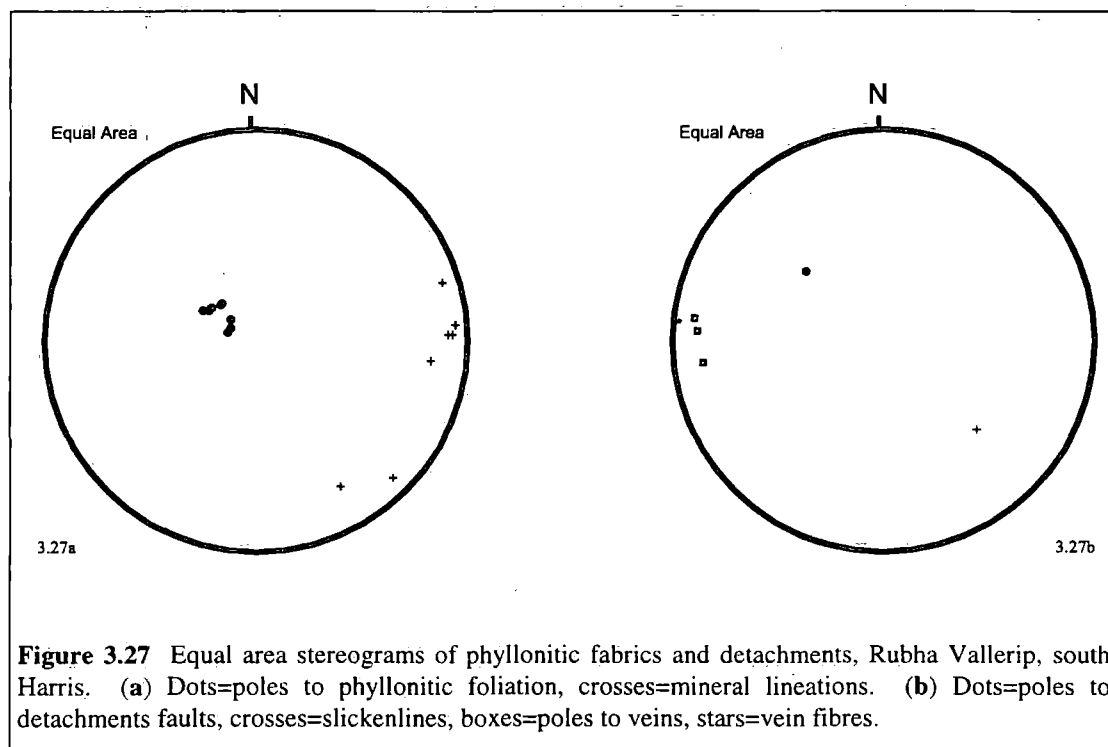 N
Equal Area
3.27a
N
Equal Area
3.27b
Figure 3.27 Equal area stereograms of phyllonitic fabrics and detachments, Rubha Vallerip, south
Harris. (a) Dots=poles to phyllonitic foliation, crosses=mineral lineations. (b) Dots=poles to
detachments faults, crosses=slickenlines, boxes=poles to veins, stars=vein fibres.